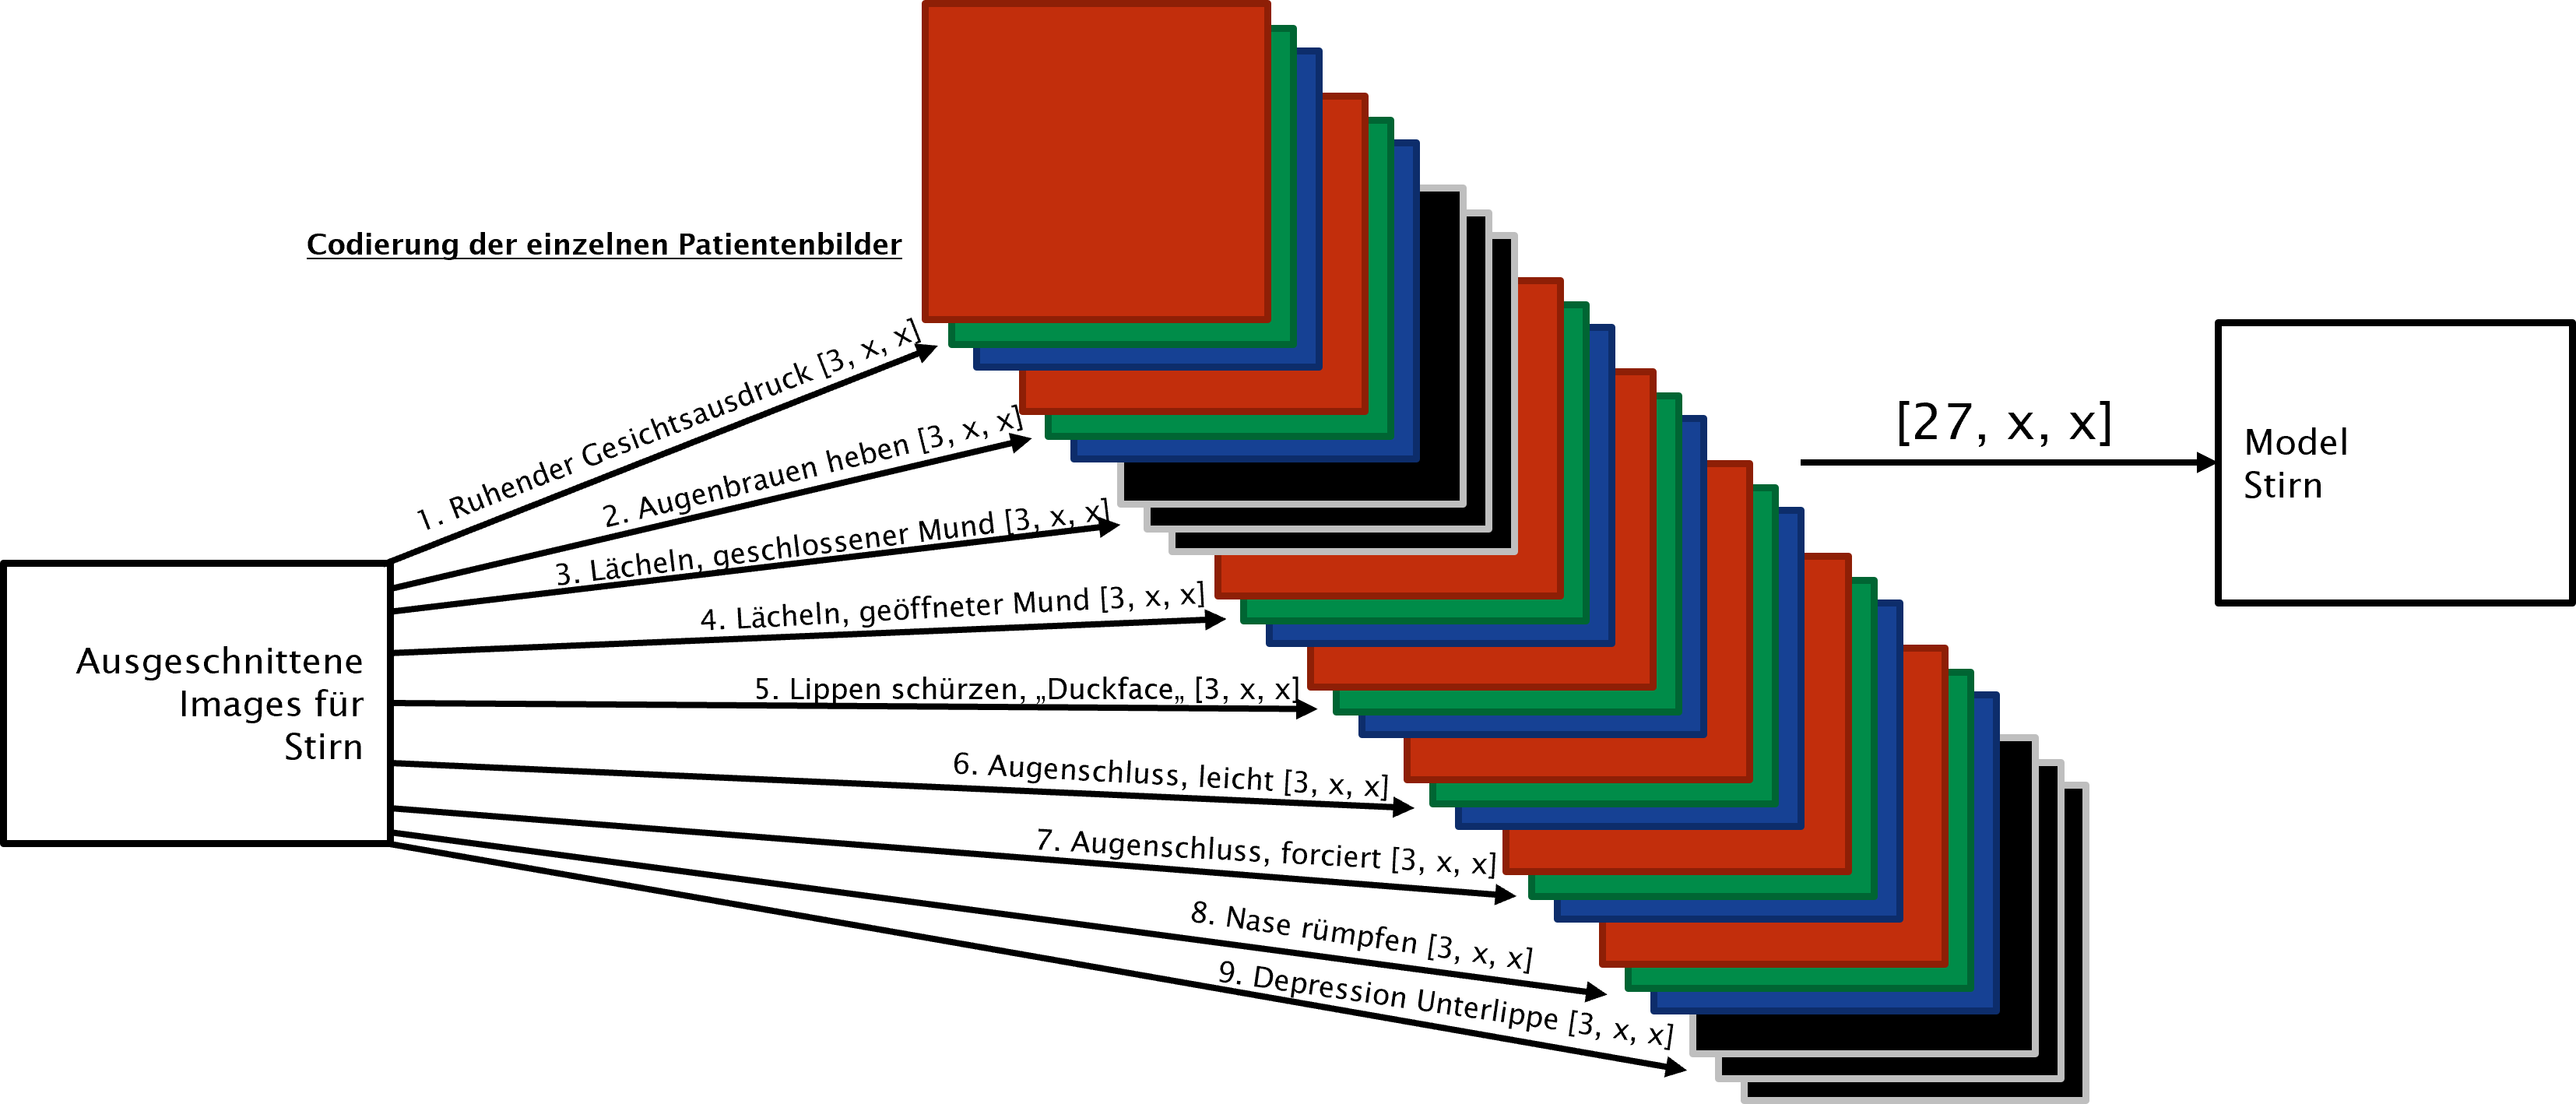 Codierung der einzelnen Patientenbilder
1. Ruhender Gesichtsausdruck [3, x, x]
2. Augenbrauen heben [3, x, x]
3. Lächeln, geschlossener Mund [3, x, x]
4. Lächeln, geöffneter Mund [3, x, x]
5. Lippen schürzen, „Duckface„ [3, x, x]
6. Augenschluss, leicht [3, x, x]
7. Augenschluss, forciert [3, x, x]
8. Nase rümpfen [3, x, x]
9. Depression Unterlippe [3, x, x]
Ausgeschnittene
Images für
Stirn
[27, x, x]
Model
Stirn